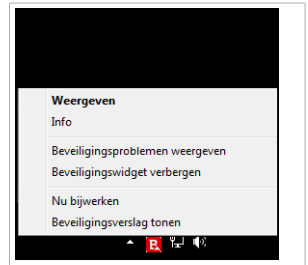 Weergeven
Info
Beveiligingsproblemen weergeven
Beveiligingswidget verbergen
Nu bijwerken
Beveiligingsverslag tonen
B